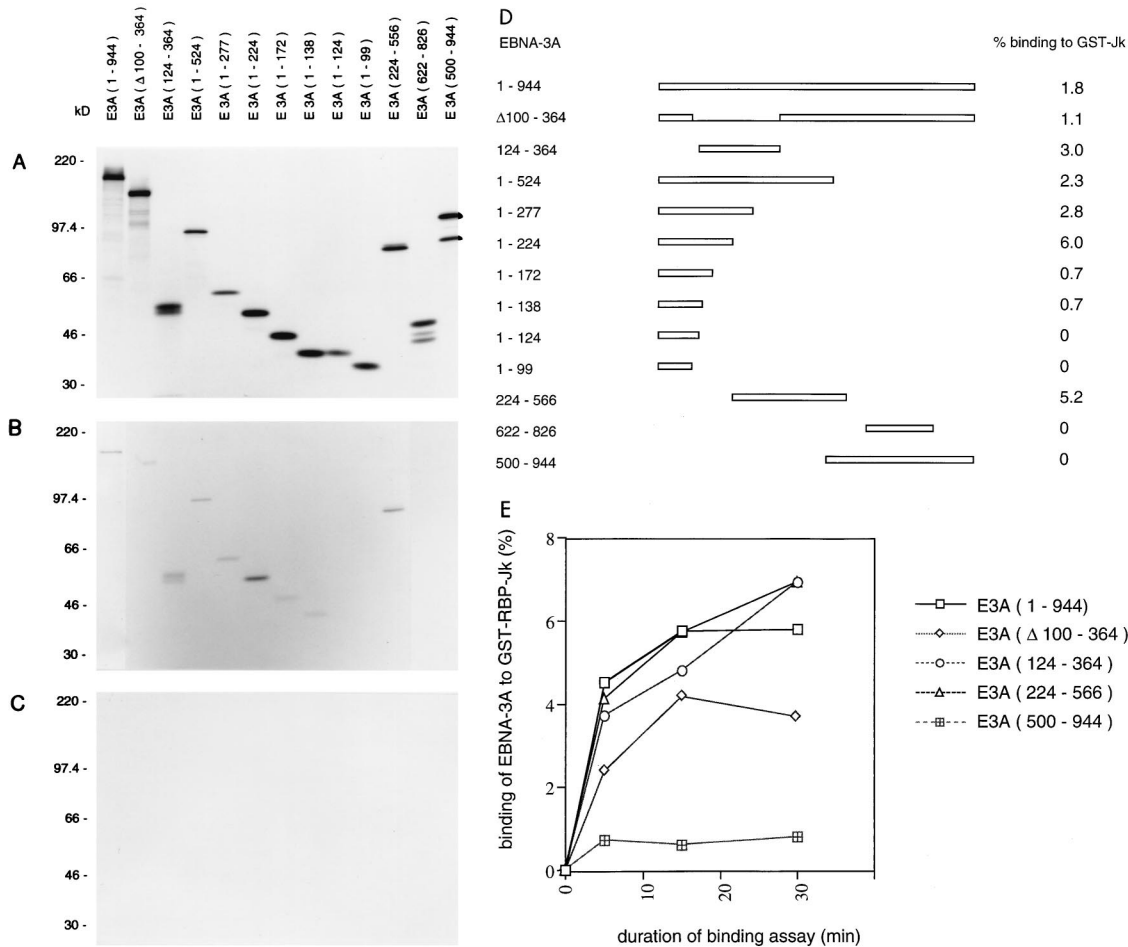 E3A ( 1 - 944)
E3A ( Δ 100 - 364)
E3A (124 - 364)
E3A ( 1 - 524)
E 3A ( 1 - 277)
E3A ( 1 - 224)
E 3A ( 1 - 172)
E 3A ( 1 - 138)
E 3A ( 1 - 124)
E 3A ( 1 - 99)
E3A ( 224 - 556)
E3A (622 - 826)
E3A (500 - 944)
kD
A
220 -
97.4 -
66 -
46 -
30 -
B
220 -
97.4 -
66 -
46 -
30 -
C
220 -
97.4 -
66 -
46 -
30 -
D
EBNA-3A % binding to GST-Jk
1 - 944 1.8
Δ100 - 364 1.1
124 - 364 3.0
1 - 524 2.3
1 - 277 2.8
1 - 224 6.0
1 - 172 0.7
1 - 138 0.7
1 - 124 0
1 - 99 0
224 - 566 5.2
622 - 826 0
500 - 944 0
E
binding of EBNA-3A to GST-RBP-Jk (%)
8
6
4
2
0
0 10 20 30
duration of binding assay (min)
E3A ( 1 - 944)
E3A ( Δ 100 - 364 )
E3A ( 124 - 364 )
E3A ( 224 - 566 )
E3A ( 500 - 944 )